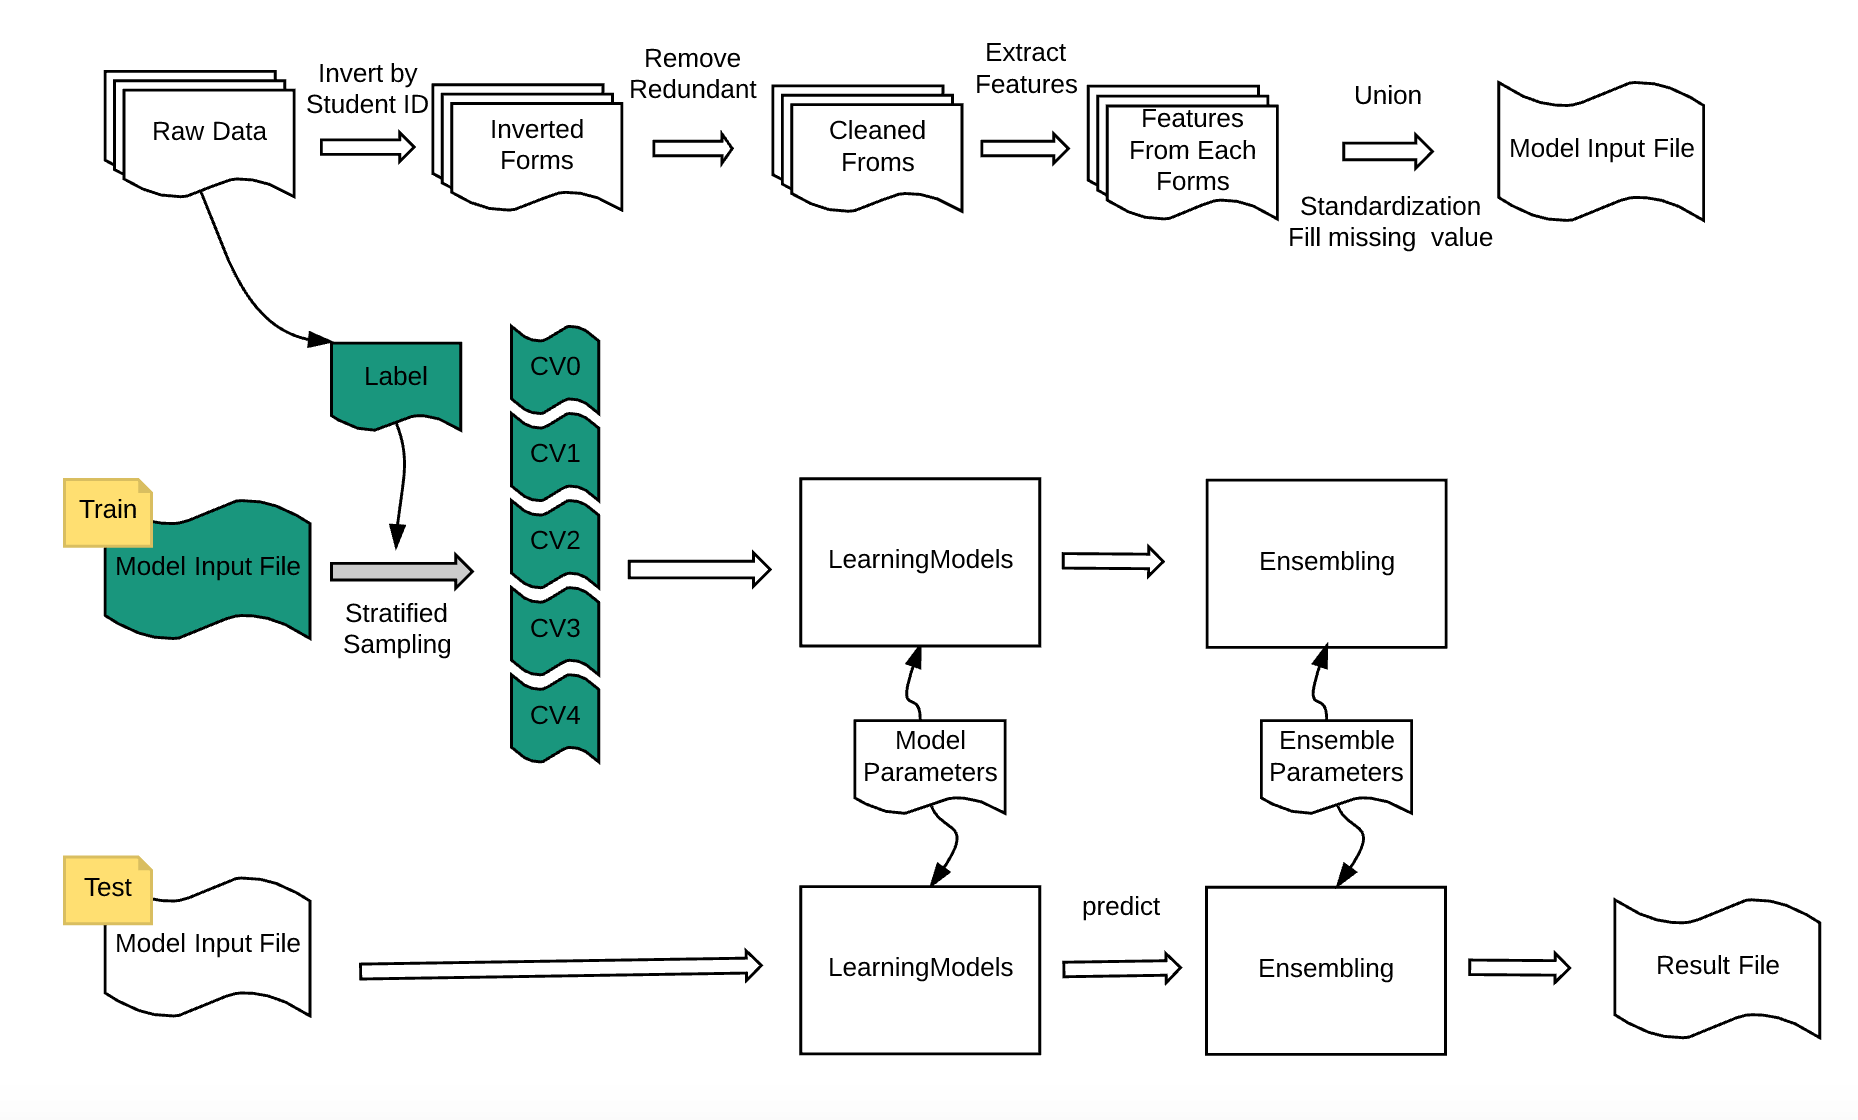 Raw Data
Invert by
Student ID
Inverted
Forms
Remove
Redundant
Cleaned
Froms
Extract
Features
Features
From Each
Forms
Union
Standardization
Fill missing  value
Model Input File
Label
Train
Model Input File
Stratified
Sampling
CV0
CV1
CV2
CV3
CV4
LearningModels
Ensembling
Model
Parameters
Ensemble
Parameters
Test
Model Input File
LearningModels
predict
Ensembling
Result File